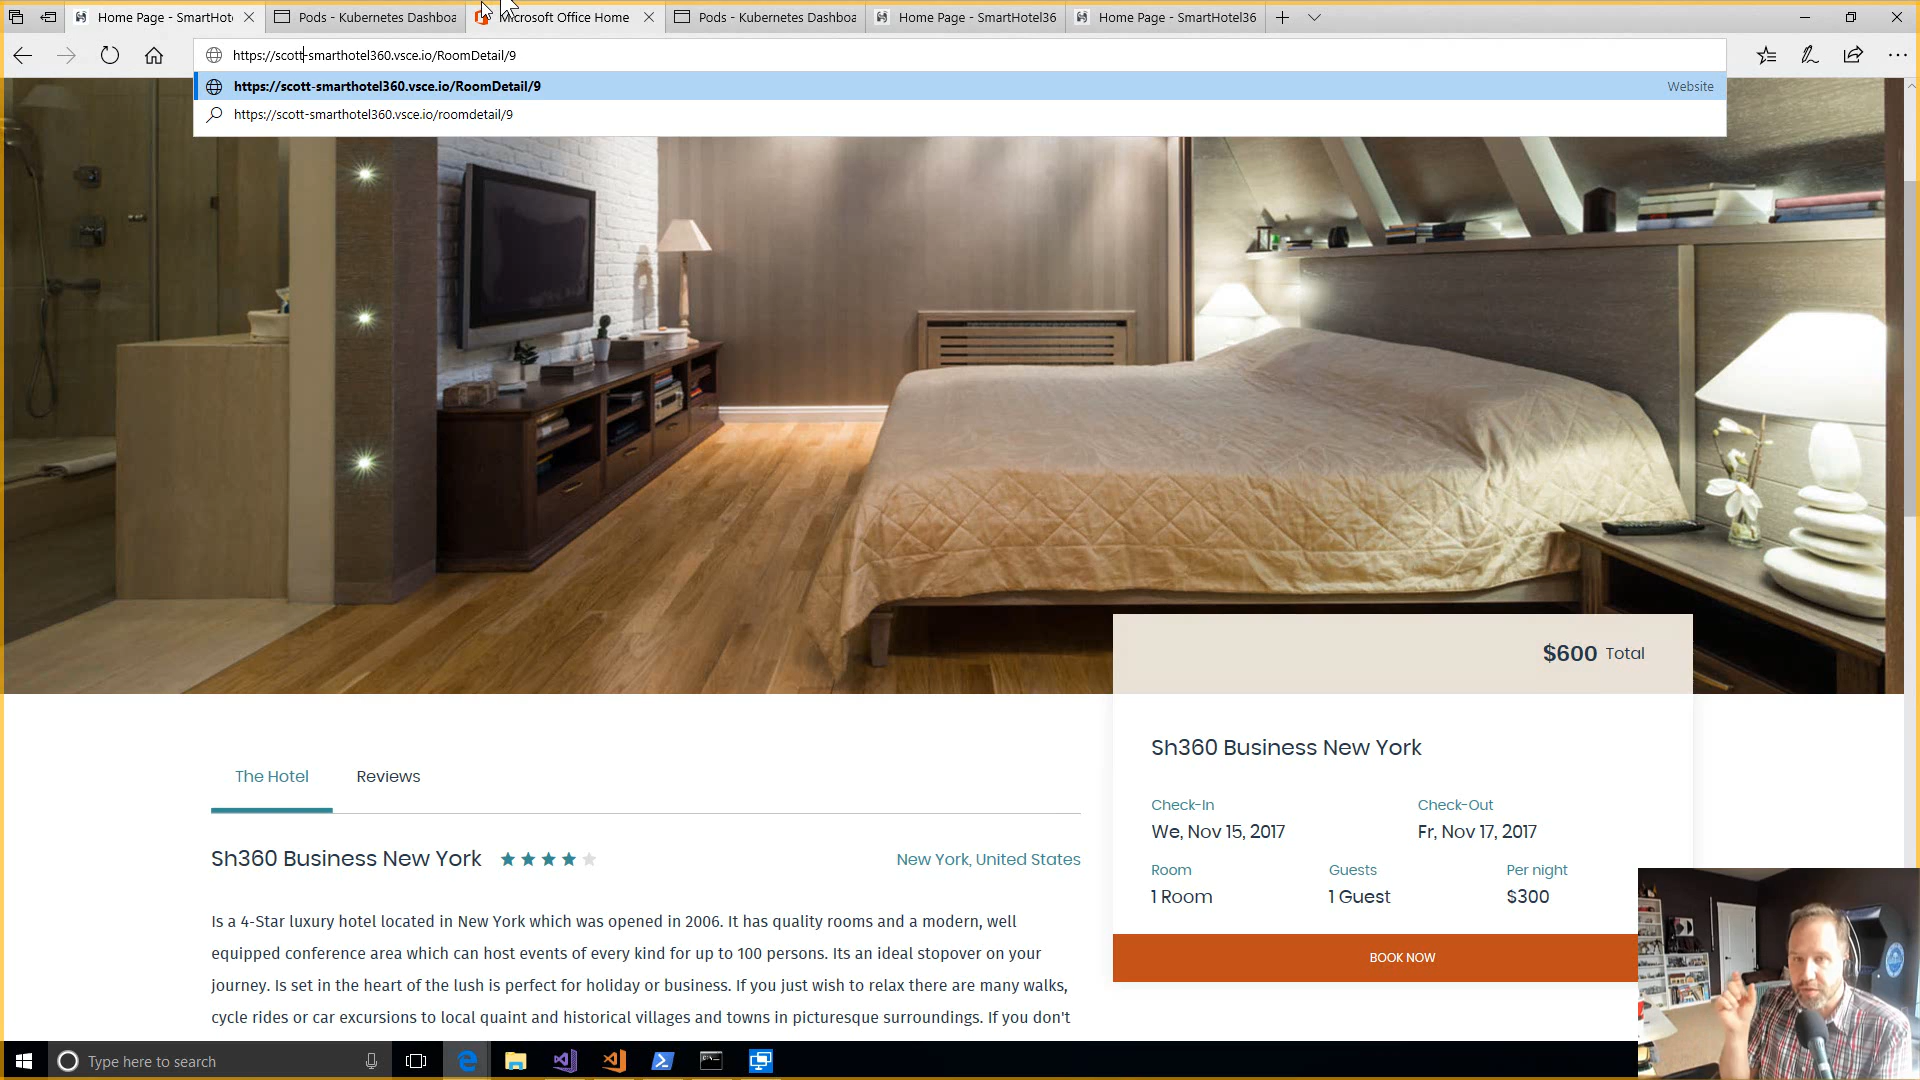 Home Page - SmartHot
Pods - Kubernetes Dashboa
Microsoft Office Home
Pods - Kubernetes Dashboa
Home Page - SmartHotel36
Home Page - SmartHotel36
https://scott-smarthotel360.vsce.io/RoomDetail/9
https://scott-smarthotel360.vsce.io/RoomDetail/9
Website
https://scott-smarthotel360.vsce.io/roomdetail/9
$600 Total
Sh360 Business New York
Check-In
Check-Out
We, Nov 15, 2017
Fr, Nov 17, 2017
Room
Guests
Per night
1 Room
1 Guest
$300
BOOK NOW
The Hotel
Reviews
Sh360 Business New York
New York, United States
Is a 4-Star luxury hotel located in New York which was opened in 2006. It has quality rooms and a modern, well
equipped conference area which can host events of every kind for up to 100 persons. Its an ideal stopover on your
journey. Is set in the heart of the lush is perfect for holiday or business. If you just wish to relax there are many walks,
cycle rides or car excursions to local quaint and historical villages and towns in picturesque surroundings. If you don't
Type here to search